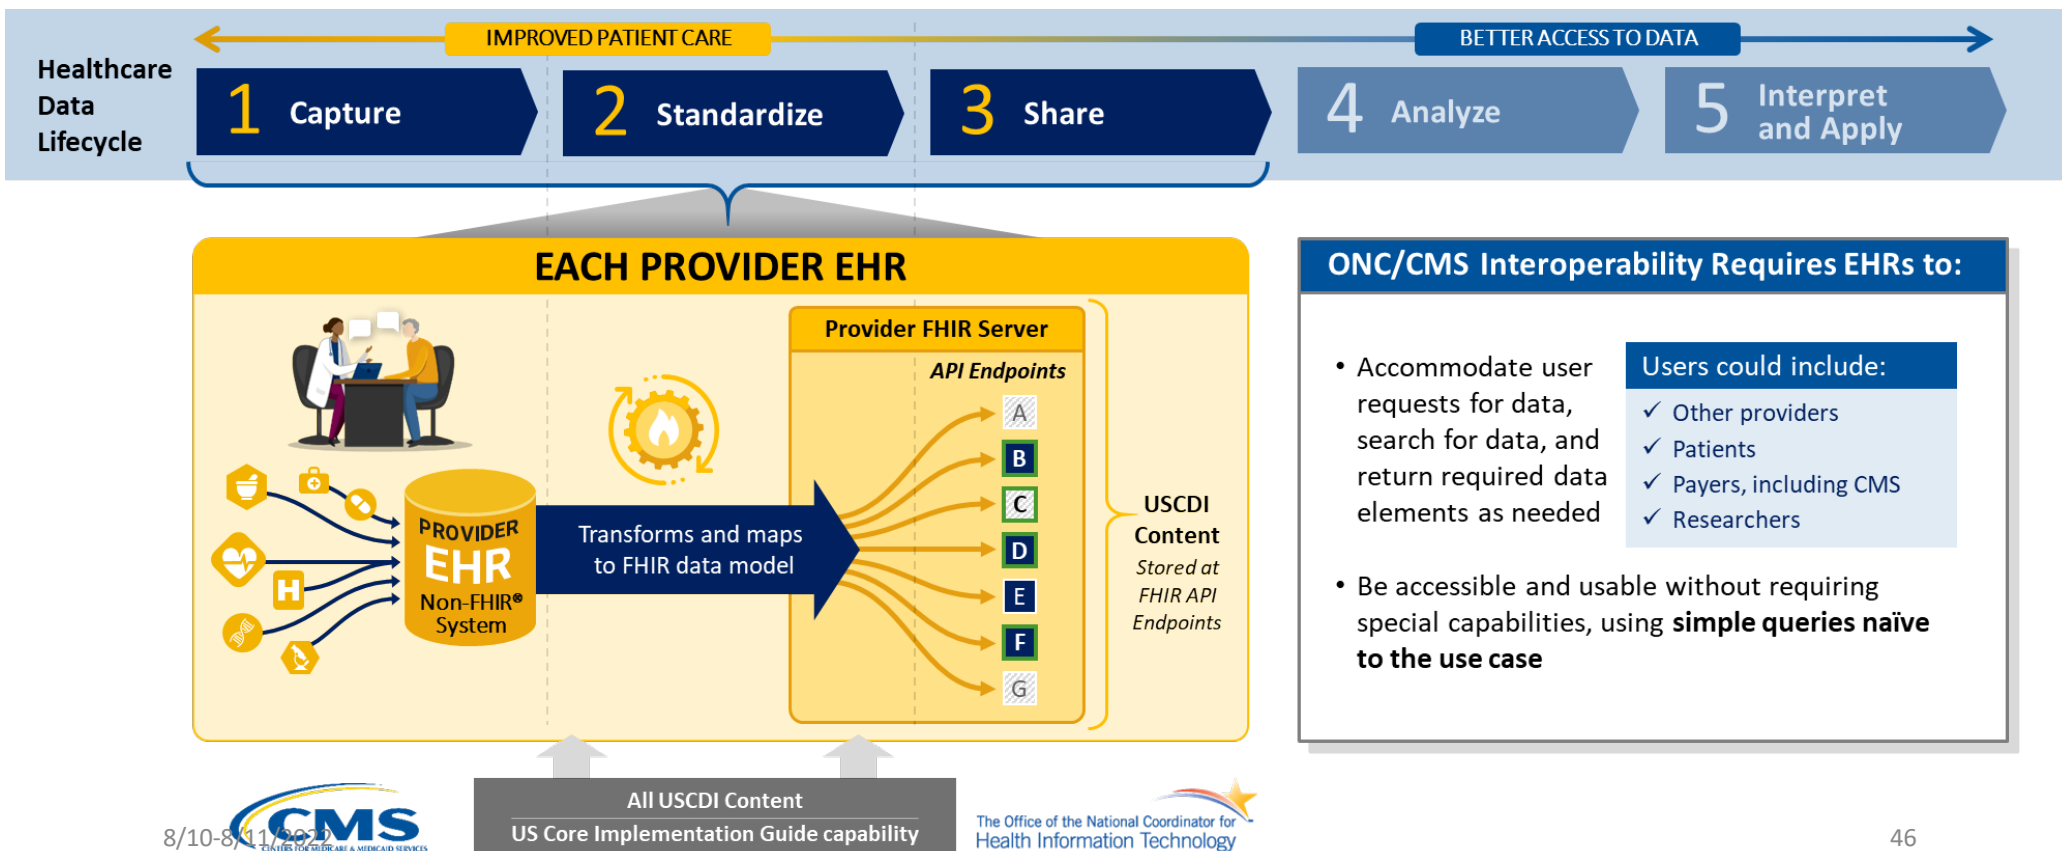 IMPROVED PATIENT CARE
BETTER ACCESS TO DATA
Healthcare
Data
Lifecycle
1 Capture
2 Standardize
3 Share
4 Analyze
5 Interpret
and Apply
EACH PROVIDER EHR
Provider FHIR Server
API Endpoints
A
B
C
D
E
F
G
PROVIDER
EHR
Non-FHIR®
System
H
Transforms and maps
to FHIR data model
USCDI
Content
Stored at
FHIR API
Endpoints
ONC/CMS Interoperability Requires EHRs to:
• Accommodate user
requests for data,
search for data, and
return required data
elements as needed
Users could include:
✓ Other providers
✓ Patients
✓ Payers, including CMS
✓ Researchers
• Be accessible and usable without requiring
special capabilities, using simple queries naïve
to the use case
All USCDI Content
US Core Implementation Guide capability
CMS
CENTERS FOR MEDICARE & MEDICAID SERVICES
8/10-8/11/2022
The Office of the National Coordinator for
Health Information Technology
46